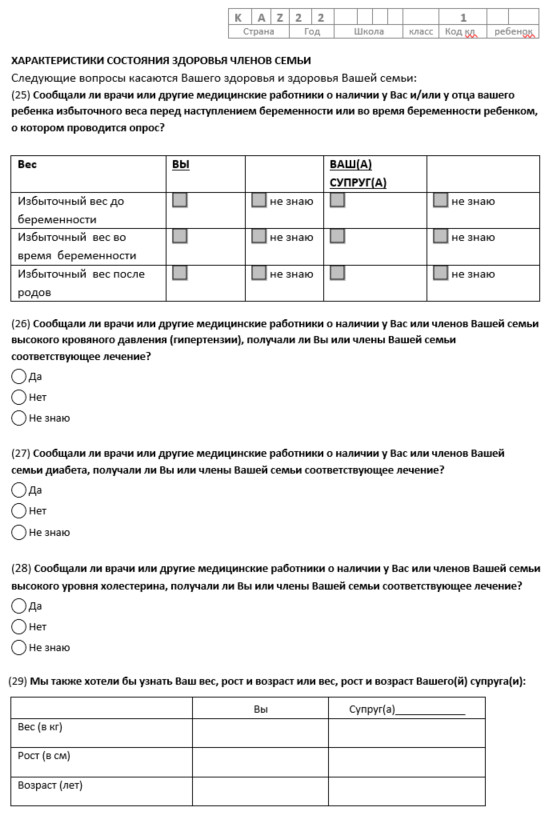 K A Z 2 2 1
Страна Год Школа класс Код кл. ребенок
ХАРАКТЕРИСТИКИ СОСТОЯНИЯ ЗДОРОВЬЯ ЧЛЕНОВ СЕМЬИ
Следующие вопросы касаются Вашего здоровья и здоровья Вашей семьи:
(25) Сообщали ли врачи или другие медицинские работники о наличии у Вас и/или у отца вашего
ребенка избыточного веса перед наступлением беременности или во время беременности ребенком,
о котором проводится опрос?
Вес ВЫ ВАШ(А)
СУПРУГ(А)
Избыточный вес до не знаю не знаю
беременности
Избыточный вес во не знаю не знаю
время беременности
Избыточный вес после не знаю не знаю
родов
(26) Сообщали ли врачи или другие медицинские работники о наличии у Вас или членов Вашей семьи
высокого кровяного давления (гипертензии), получали ли Вы или члены Вашей семьи
соответствующее лечение?
Да
Нет
Не знаю
(27) Сообщали ли врачи или другие медицинские работники о наличии у Вас или членов Вашей
семьи диабета, получали ли Вы или члены Вашей семьи соответствующее лечение?
Да
Нет
Не знаю
(28) Сообщали ли врачи или другие медицинские работники о наличии у Вас или членов Вашей семьи
высокого уровня холестерина, получали ли Вы или члены Вашей семьи соответствующее лечение?
Да
Нет
Не знаю
(29) Мы также хотели бы узнать Ваш вес, рост и возраст или вес, рост и возраст Вашего(й) супруга(и):
Вы Супруг(а)____________
Вес (в кг)
Рост (в см)
Возраст (лет)